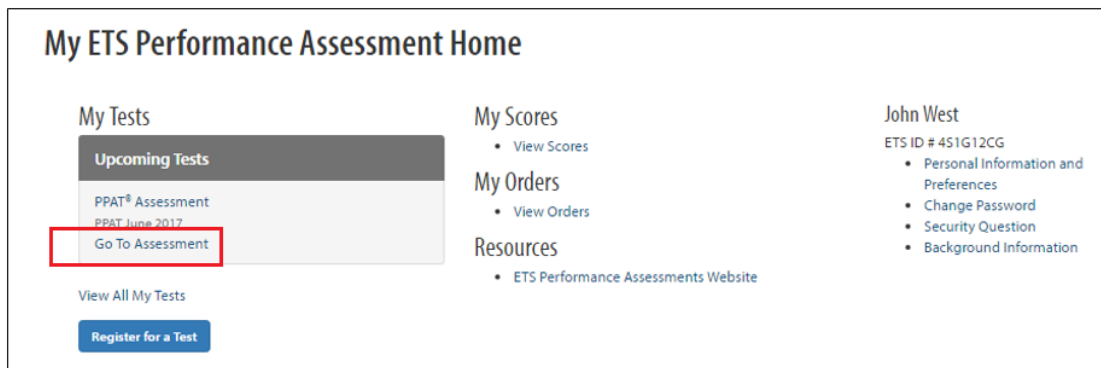 My ETS Performance Assessment Home
My Tests
Upcoming Tests
PPAT® Assessment
PPAT June 2017
Go To Assessment
View All My Tests
Register for a Test
My Scores
• View Scores
My Orders
• View Orders
Resources
• ETS Performance Assessments Website
John West
ETS ID # 4S1G12CG
• Personal Information and
Preferences
• Change Password
• Security Question
• Background Information